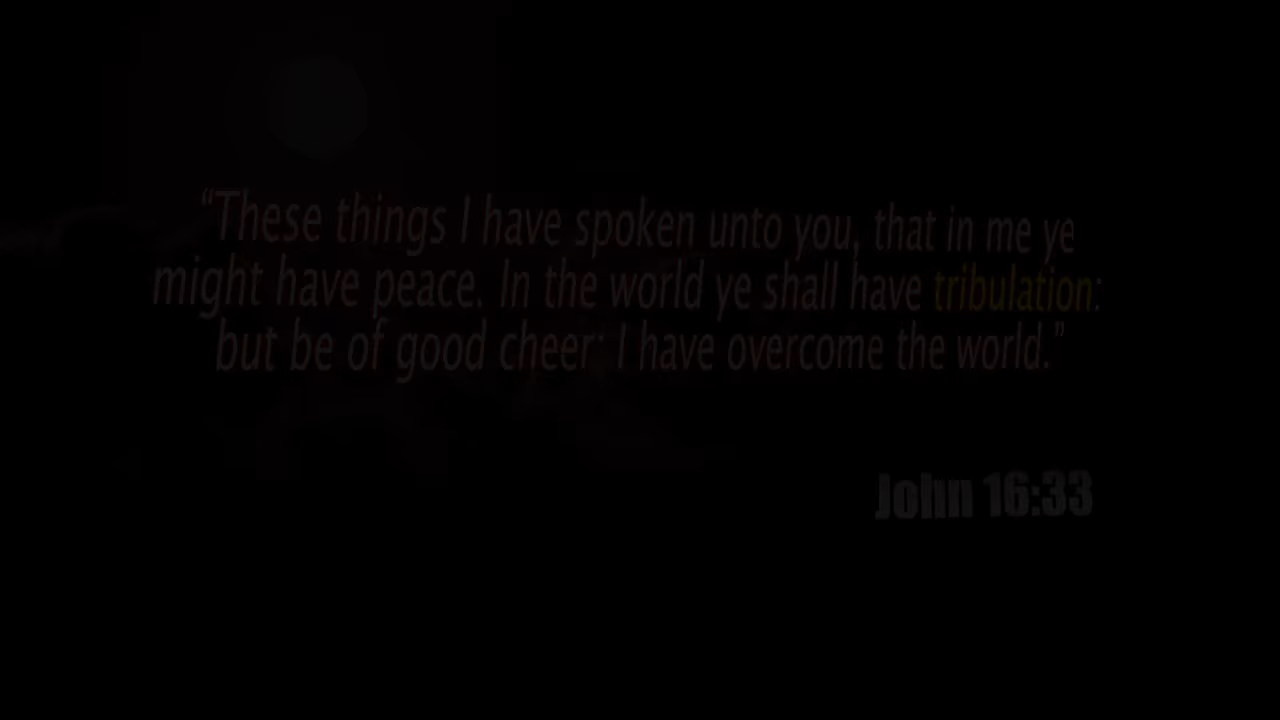 “These things I have spoken unto you, that in me ye
might have peace. In the world ye shall have tribulation:
but be of good cheer; I have overcome the world.”
John 16:33